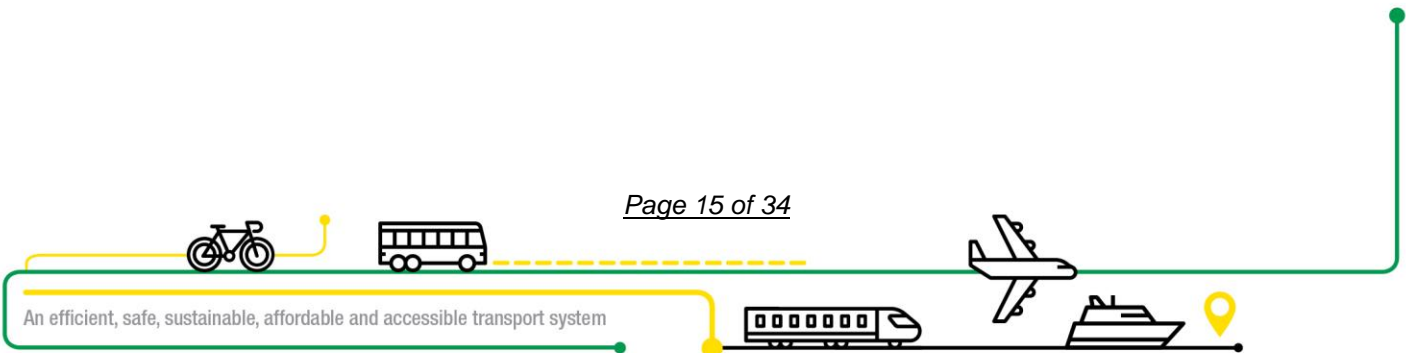 Page 15 of 34
An efficient, safe, sustainable, affordable and accessible transport system